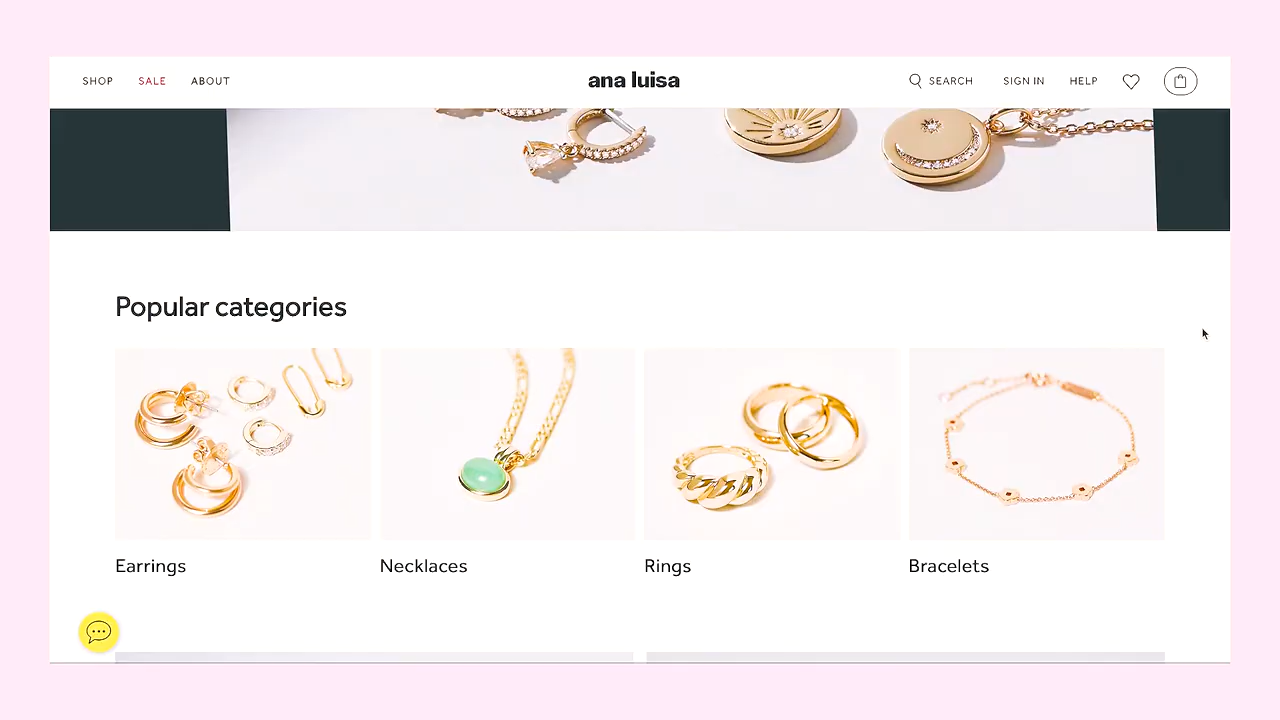 SHOP SALE ABOUT ana luisa SEARCH SIGN IN HELP
Popular categories
Earrings Necklaces Rings Bracelets